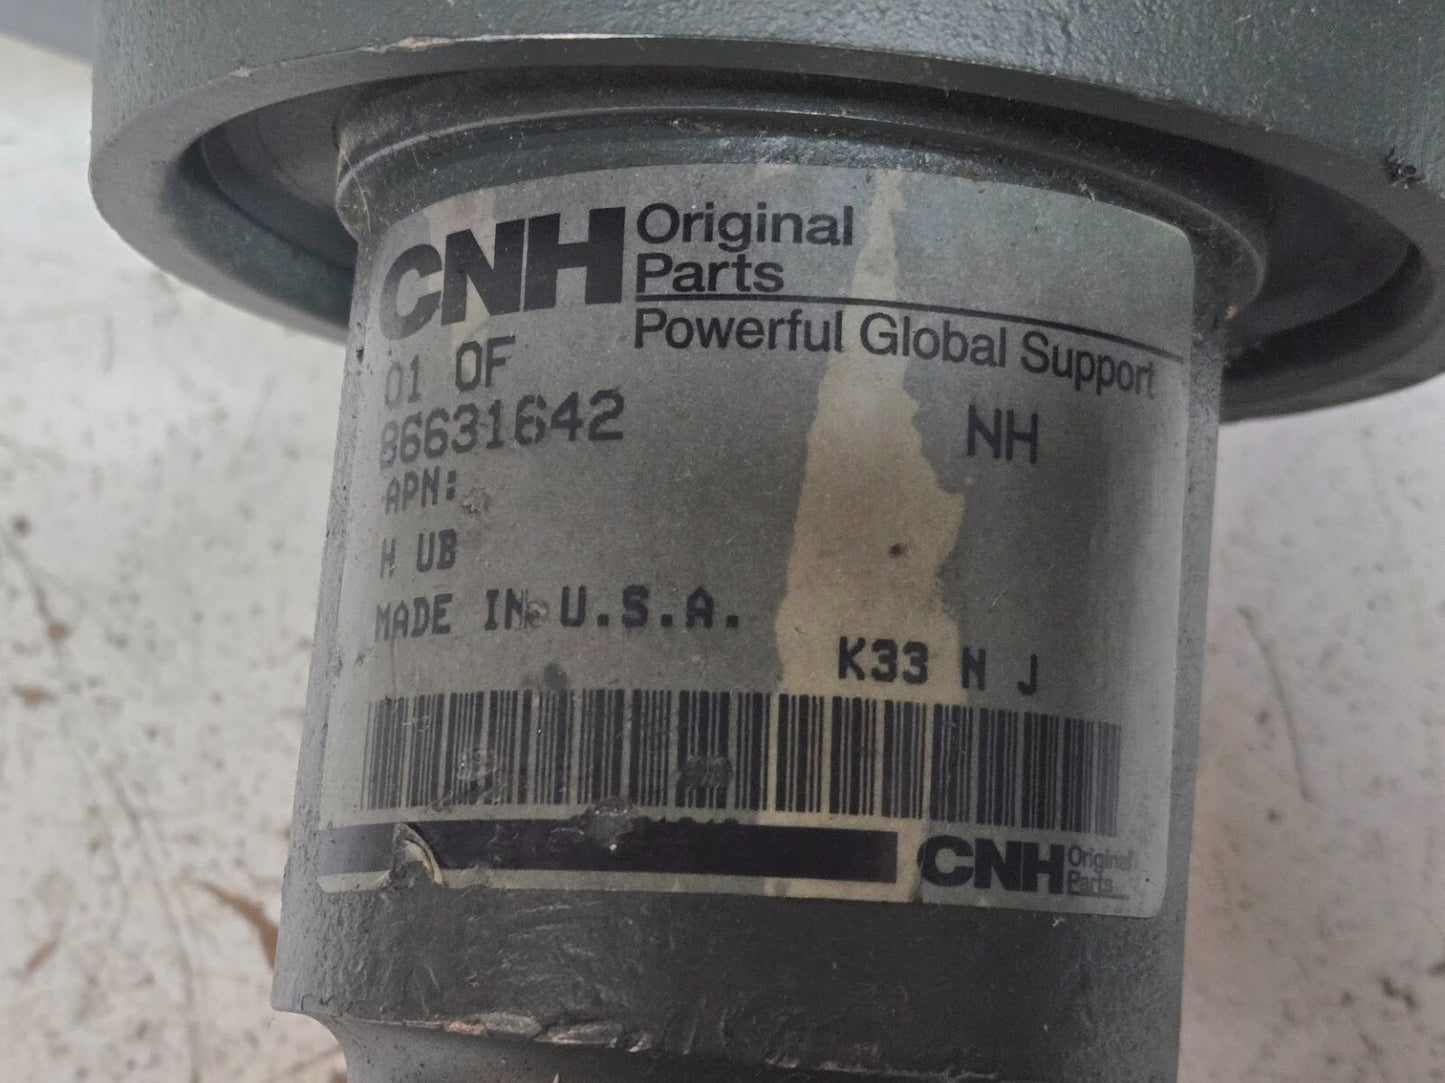 CNH Original
Parts
Powerful Global Support
01 OF
86631642
NH
APN:
H UB
MADE IN U.S.A.
K33 N J
CNH Original
Parts